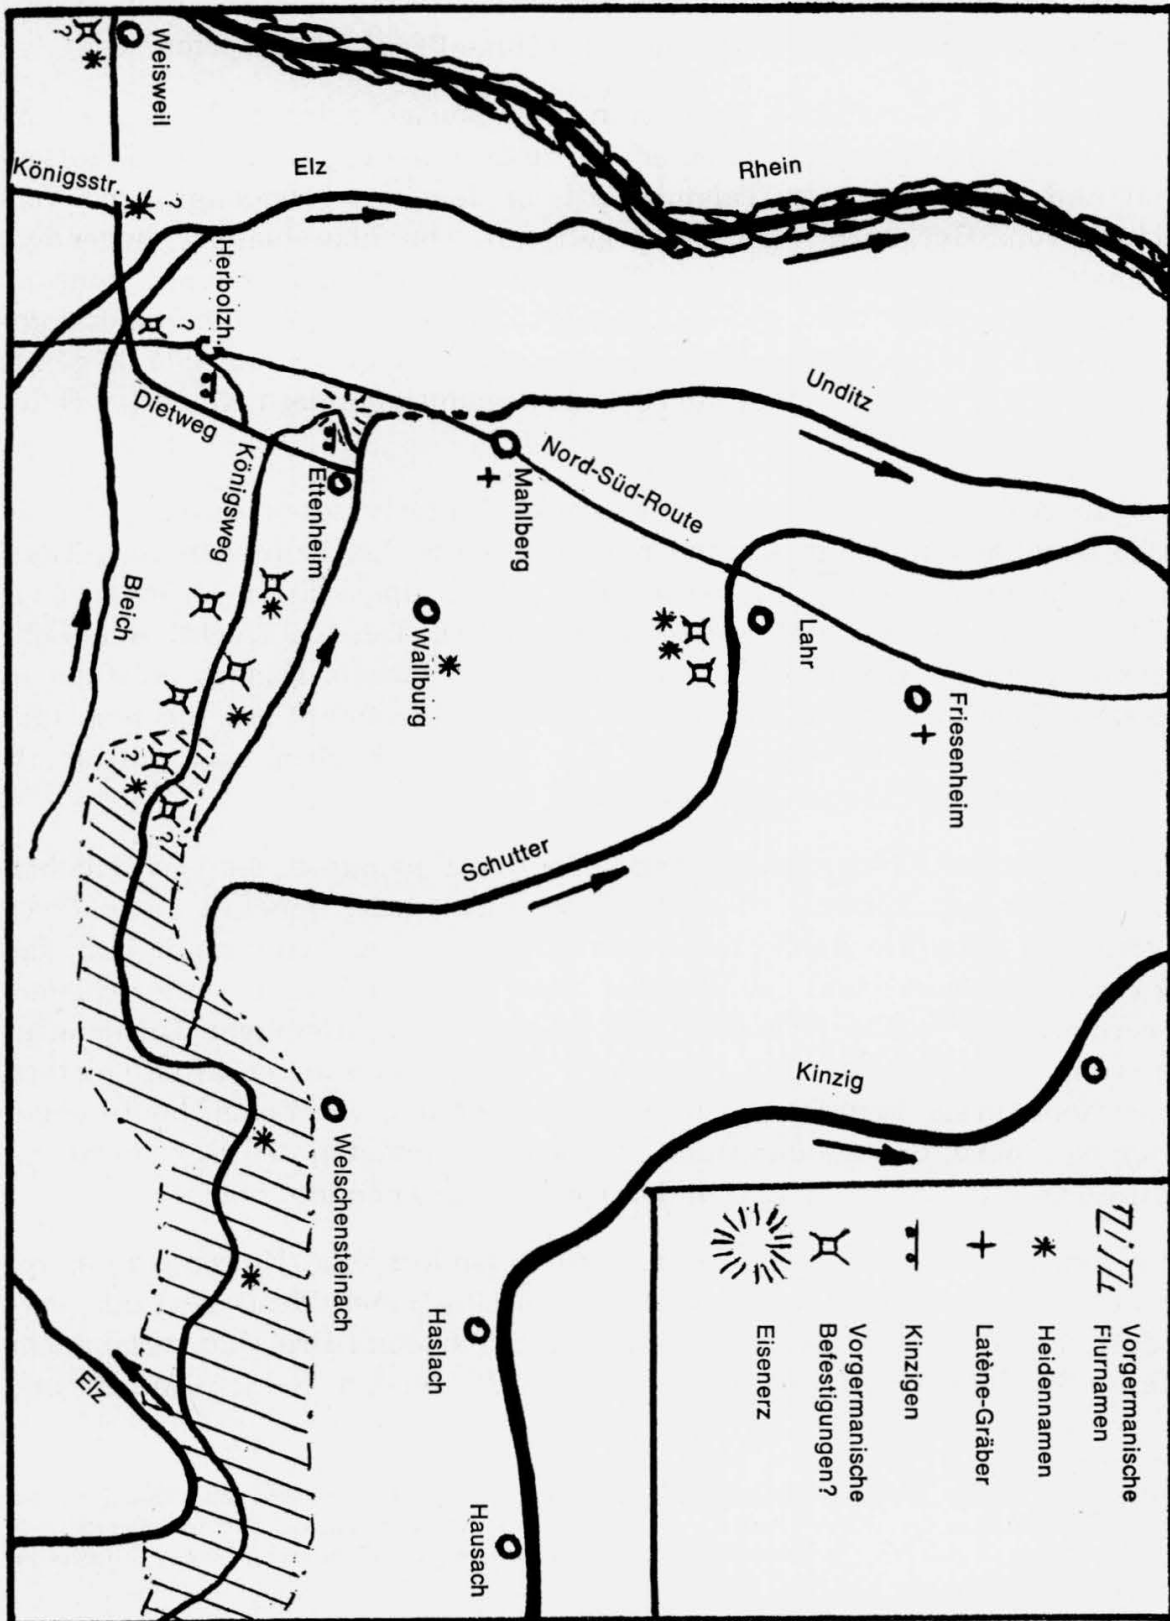 Weisweil
?
Königsstr.
?
Elz
Rhein
Herbolzh.
?
Dietweg
Königsweg
Ettenheim
Mahlberg
Nord-Süd-Route
Unditz
Bleich
Wallburg
Lahr
Friesenheim
?
?
Schutter
Kinzig
Welschensteinach
Haslach
Hausach
Elz
Vorgermanische
Flurnamen
Heidennamen
Latène-Gräber
Kinzigen
Vorgermanische
Befestigungen?
Eisenerz